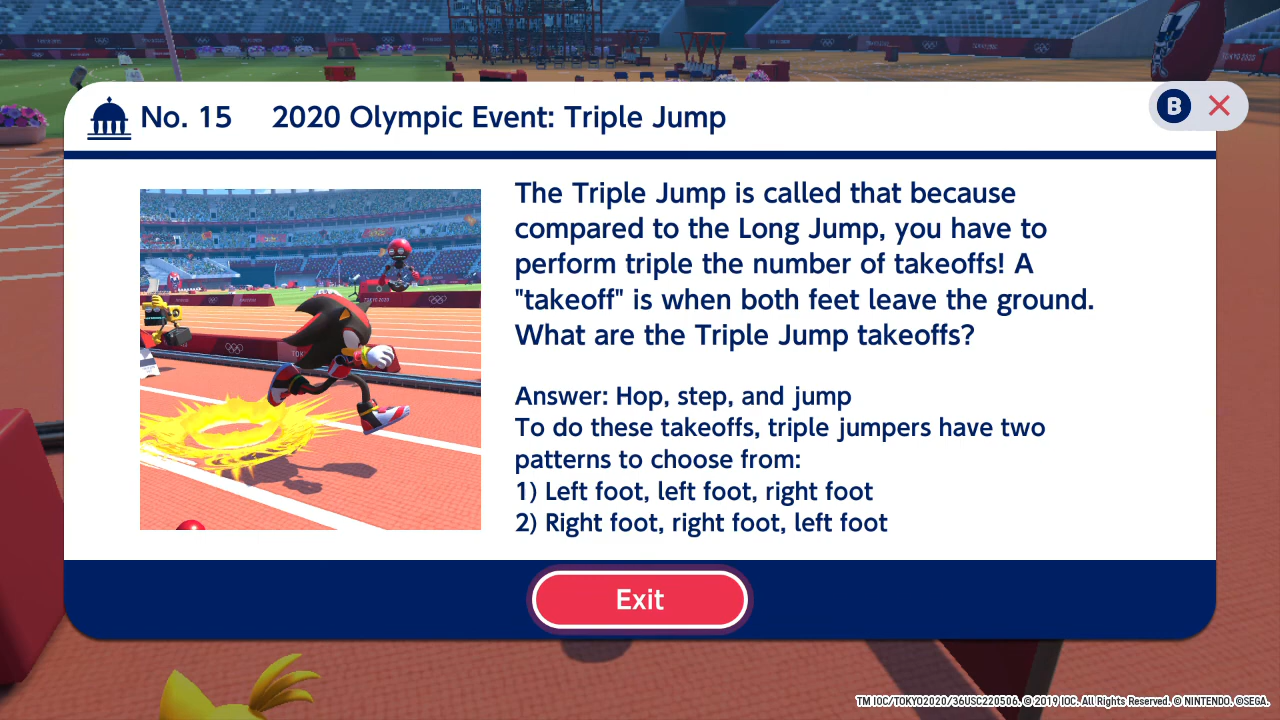 No. 15 2020 Olympic Event: Triple Jump
B
The Triple Jump is called that because
compared to the Long Jump, you have to
perform triple the number of takeoffs! A
"takeoff" is when both feet leave the ground.
What are the Triple Jump takeoffs?
Answer: Hop, step, and jump
To do these takeoffs, triple jumpers have two
patterns to choose from:
1) Left foot, left foot, right foot
2) Right foot, right foot, left foot
Exit
TM IOC/TOKYO2020/36USC220506. © 2019 IOC. All Rights Reserved. © NINTENDO. ©SEGA.